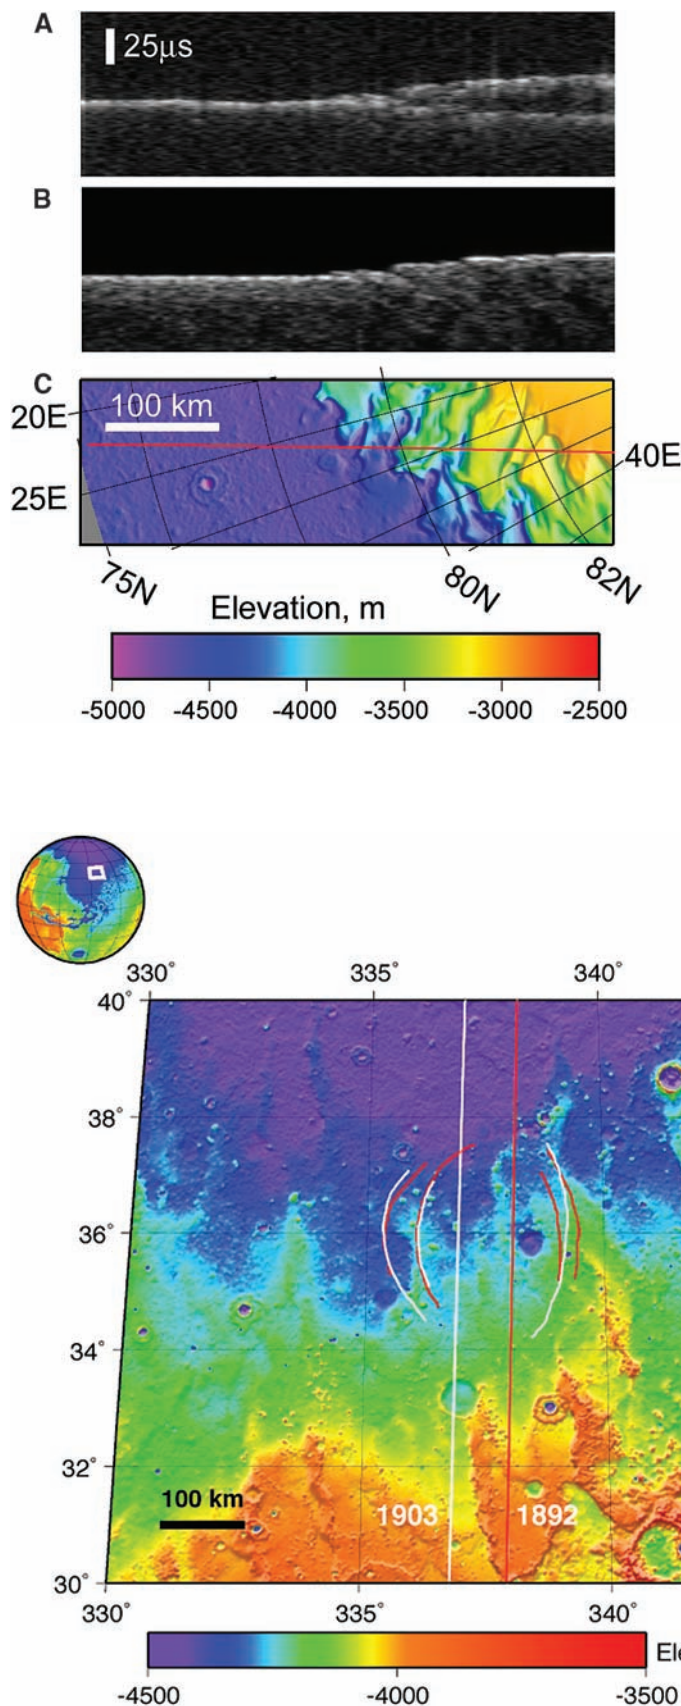 A
25μs
B
C
100 km
20E
25E
40E
75N
80N
82N
Elevation, m
-5000 -4500 -4000 -3500 -3000 -2500
330° 335° 340°
40°
38°
36°
34°
32°
100 km
1903 1892
30°
330° 335° 340°
Ele
-4500 -4000 -3500